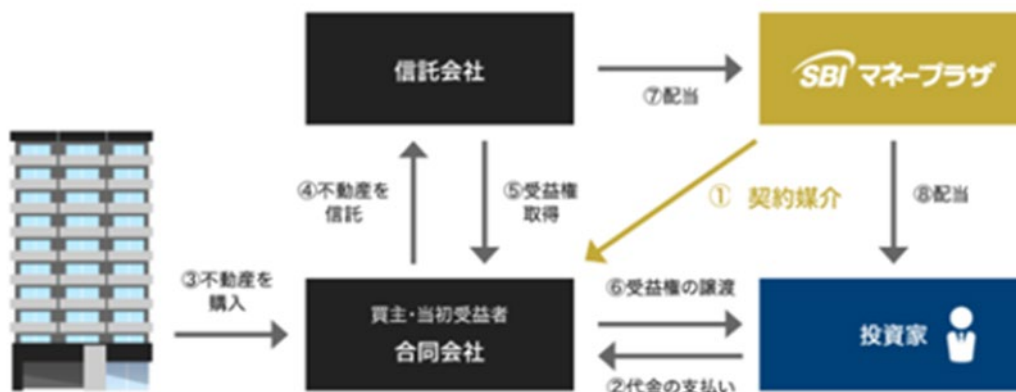 信託会社
SBI マネープラザ
⑦配当
④不動産を
信託
⑤受益権
取得
① 契約媒介
⑧配当
③不動産を
購入
買主・当初受益者
合同会社
⑥受益権の譲渡
投資家
②代金の支払い